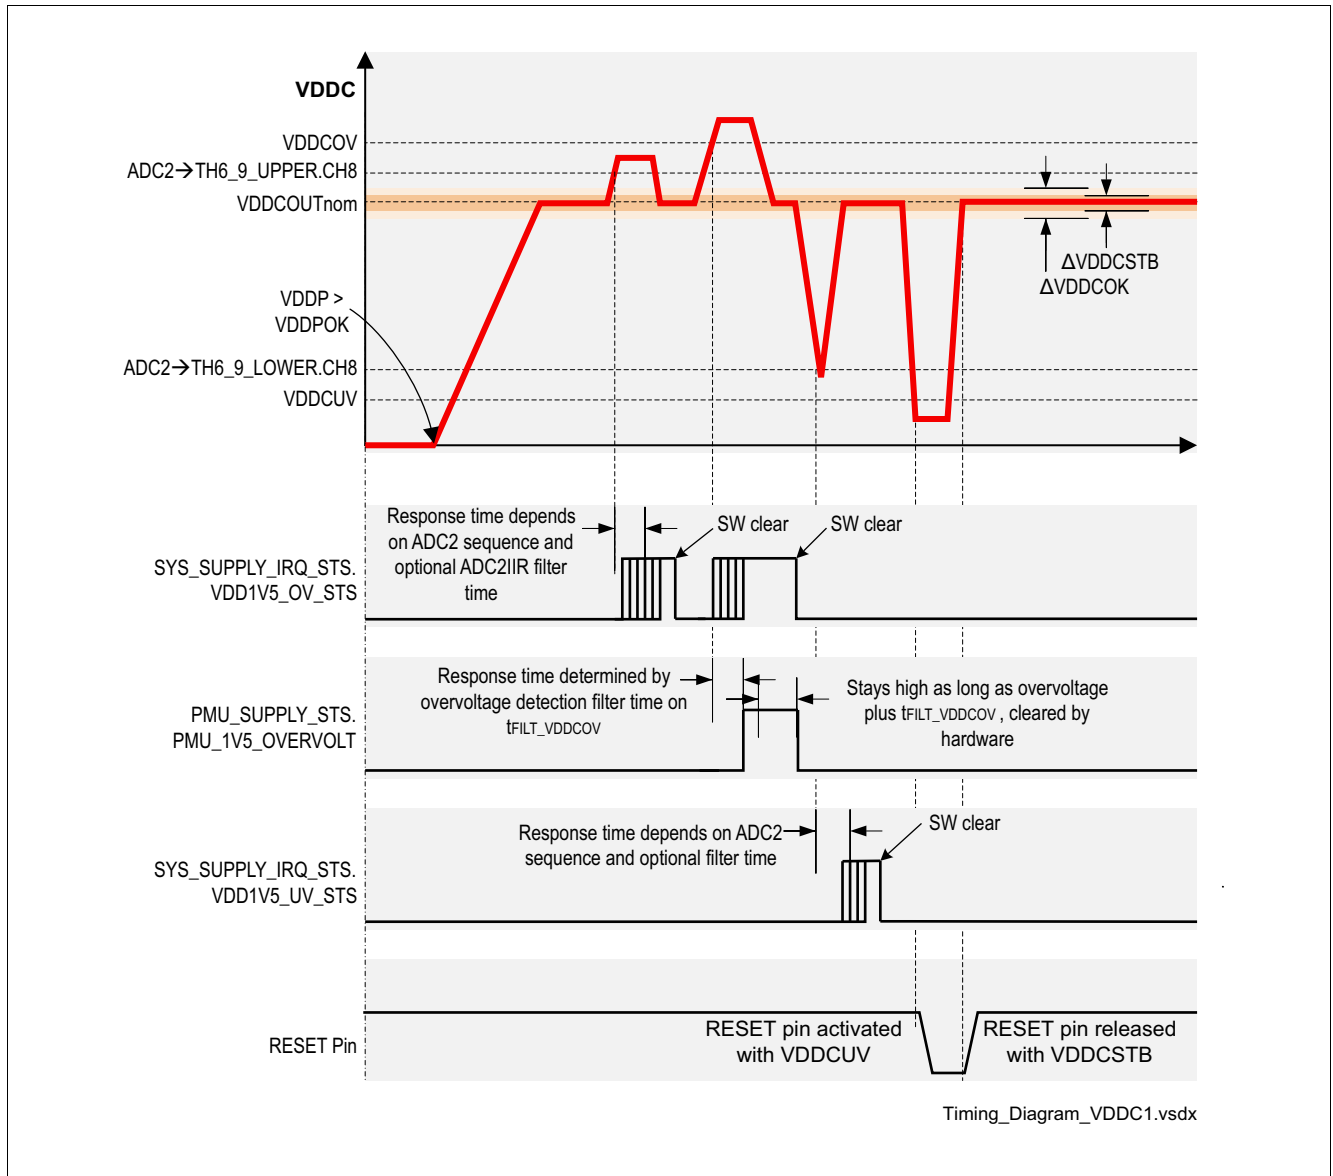 VDDC
VDDCOV
ADC2→TH6_9_UPPER.CH8
VDDCOUTnom
ΔVDDCSTB
ΔVDDCOK
VDDP >
VDDPOK
ADC2→TH6_9_LOWER.CH8
VDDCUV
Response time depends
on ADC2 sequence and
optional ADC2IIR filter
time
SW clear
SW clear
SYS_SUPPLY_IRQ_STS.
VDD1V5_OV_STS
Response time determined by
overvoltage detection filter time on
tFILT_VDDCOV
Stays high as long as overvoltage
plus tFILT_VDDCOV , cleared by
hardware
PMU_SUPPLY_STS.
PMU_1V5_OVERVOLT
Response time depends on ADC2
sequence and optional filter time
SW clear
SYS_SUPPLY_IRQ_STS.
VDD1V5_UV_STS
RESET pin activated
with VDDCUV
RESET pin released
with VDDCSTB
RESET Pin
Timing_Diagram_VDDC1.vsdx